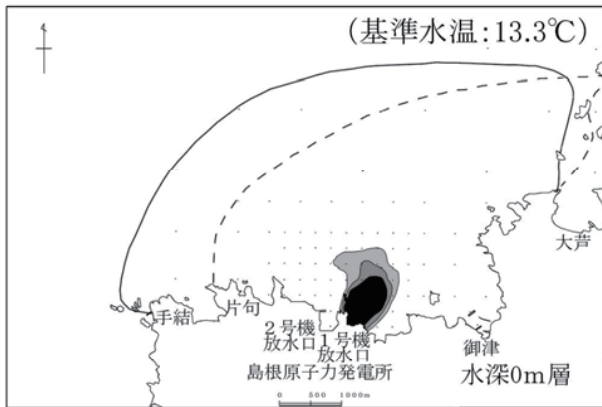 (基準水温:13.3℃)
大芦
手結
片句
2号機
放水口
1号機
放水口
御津
島根原子力発電所
水深0m層
0 500 1000m